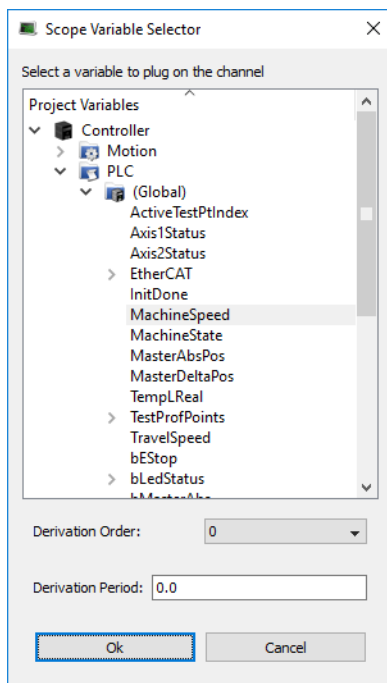 Scope Variable Selector
Select a variable to plug on the channel
Project Variables
Controller
Motion
PLC
(Global)
ActiveTestPtIndex
Axis1Status
Axis2Status
EtherCAT
InitDone
MachineSpeed
MachineState
MasterAbsPos
MasterDeltaPos
TempLReal
TestProfPoints
TravelSpeed
bEStop
bLedStatus
bMasterAbs
Derivation Order: 0
Derivation Period: 0.0
Ok Cancel